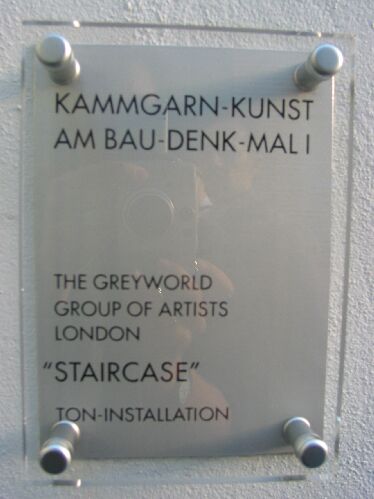 KAMMGARN-KUNST
AM BAU-DENK-MAL I
THE GREYWORLD
GROUP OF ARTISTS
LONDON
"STAIRCASE"
TON-INSTALLATION